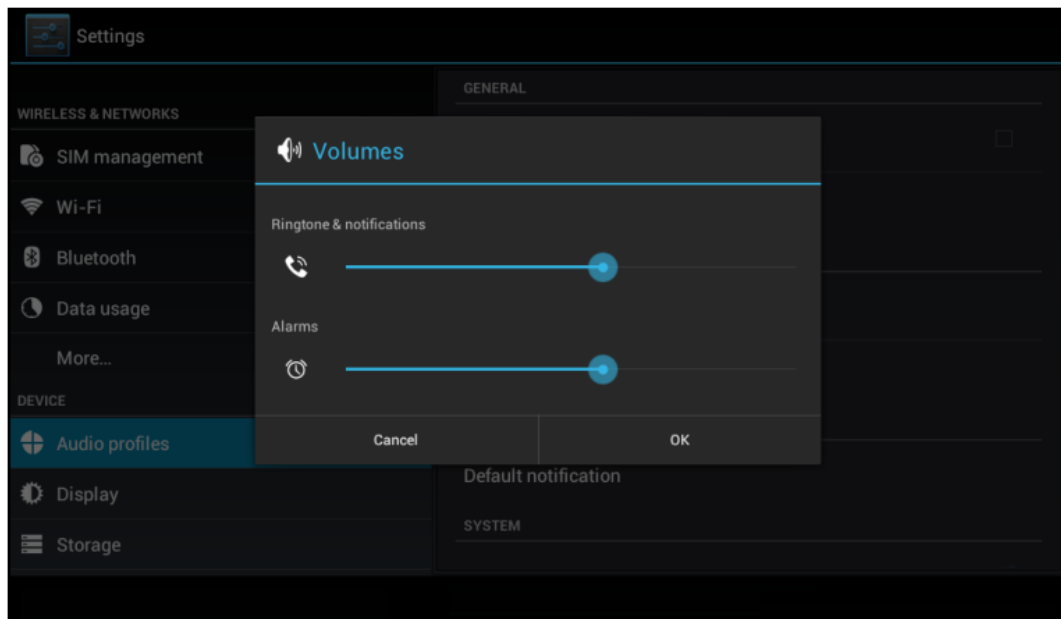 Settings
WIRELESS & NETWORKS
SIM management
Wi-Fi
Bluetooth
Data usage
More...
DEVICE
Audio profiles
Display
Storage
GENERAL
Volumes
Ringtone & notifications
Alarms
Cancel
OK
Default notification
SYSTEM